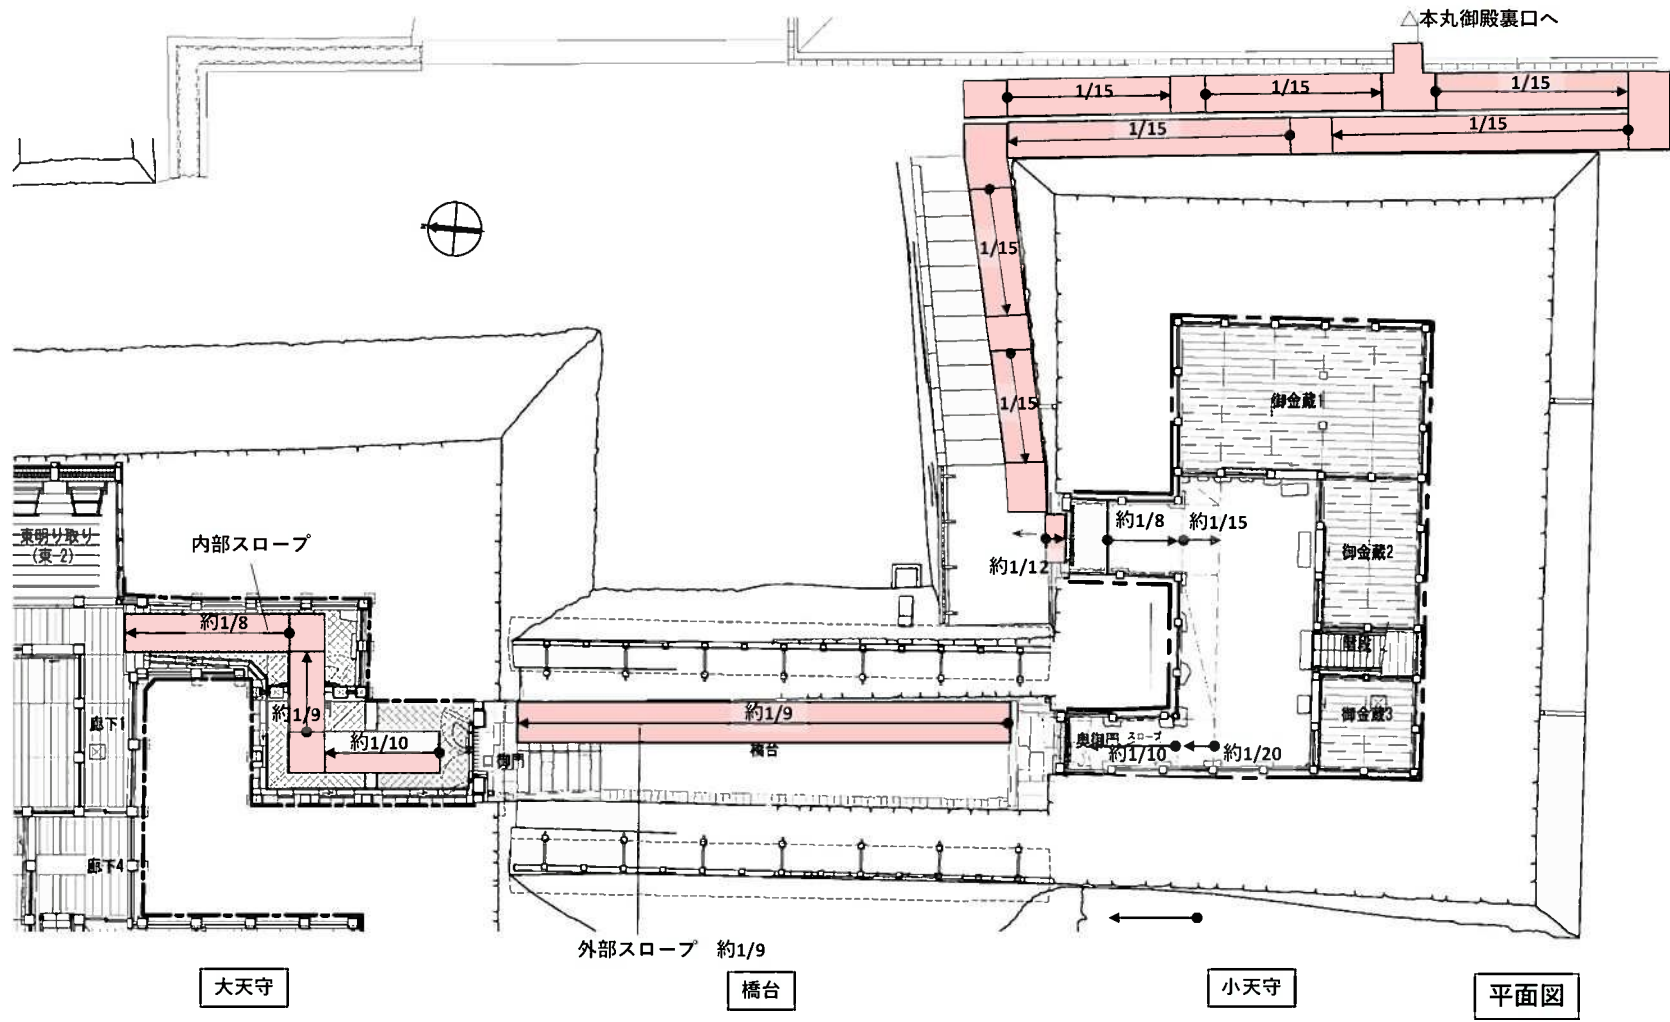 △本丸御殿裏口へ
1/15
1/15
1/15
1/15
1/15
1/15
1/15
御金蔵1
約1/8
約1/15
東明り取り
(東-2)
内部スロープ
御金蔵2
約1/12
約1/8
階段
廊下1
約1/9
約1/9
御金蔵3
約1/10
御門
橋台
奥御門
スロープ
約1/10
約1/20
廊下4
外部スロープ 約1/9
大天守
橋台
小天守
平面図